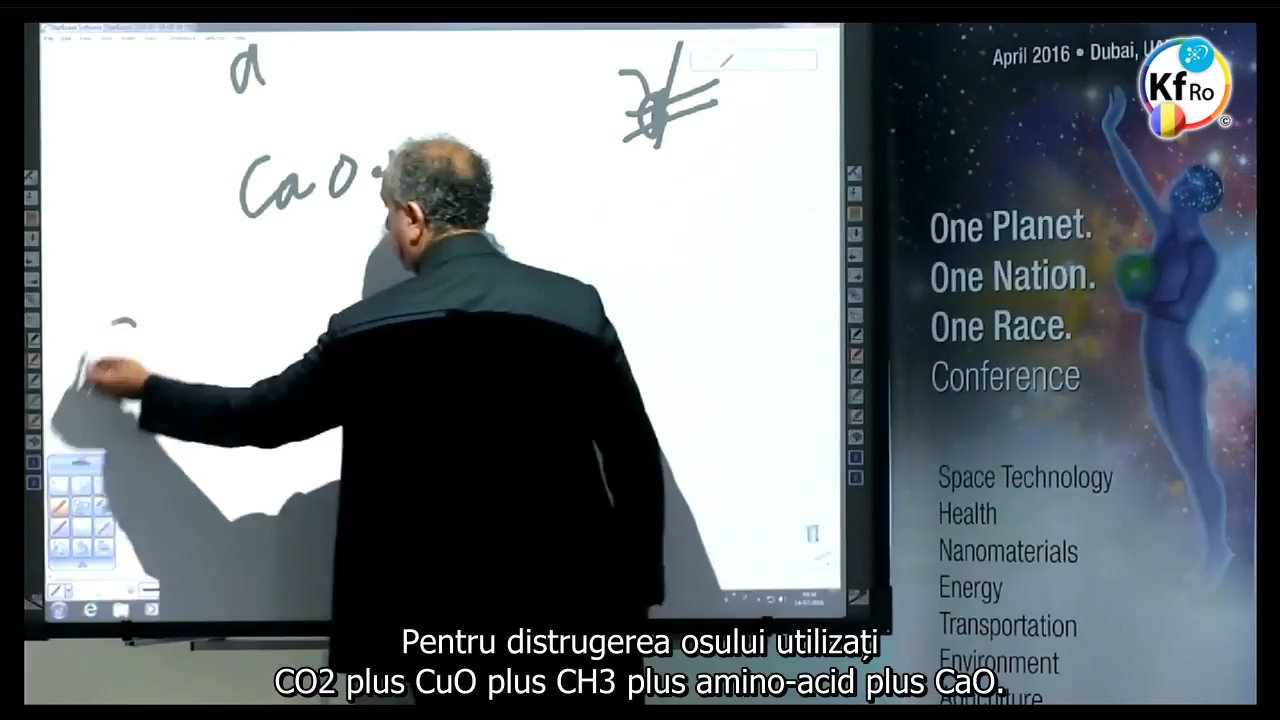 a
CaO
April 2016 • Dubai,
Kf Ro
©
One Planet.
One Nation.
One Race.
Conference
Space Technology
Health
Nanomaterials
Energy
Transportation
Environment
Agriculture
Pentru distrugerea osului utilizați
CO2 plus CuO plus CH3 plus amino-acid plus CaO.